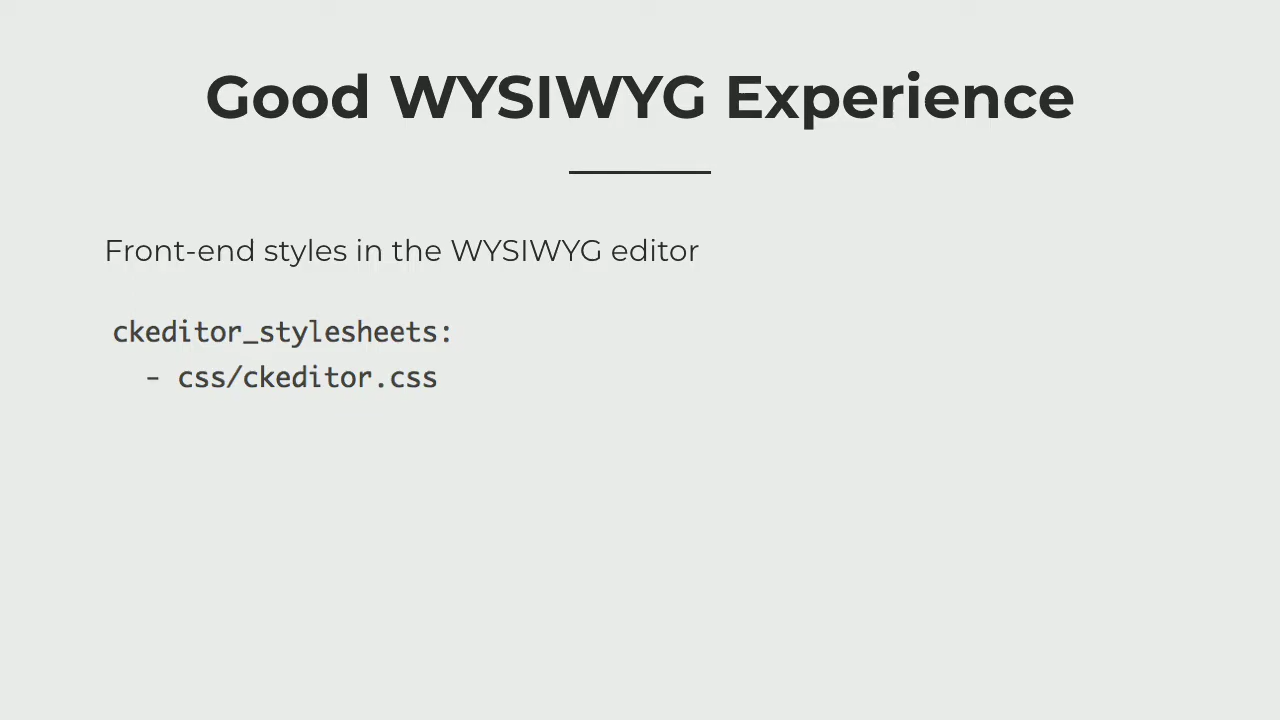 Good WYSIWYG Experience
Front-end styles in the WYSIWYG editor
ckeditor_stylesheets:
  - css/ckeditor.css